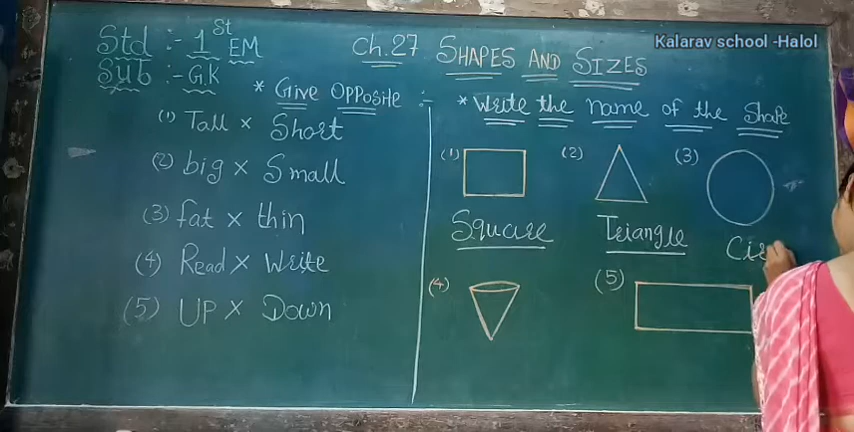 Std :- 1st EM
Sub :- G.K
Ch.27 SHAPES AND SIZES
Kalarav school -Halol
* Give Opposite :-
(1) Tall × Short
(2) big × Small
(3) fat × thin
(4) Read × Write
(5) UP × Down
* Write the name of the Shape
(1) (2) (3)
Square Triangle Cir
(4) (5)